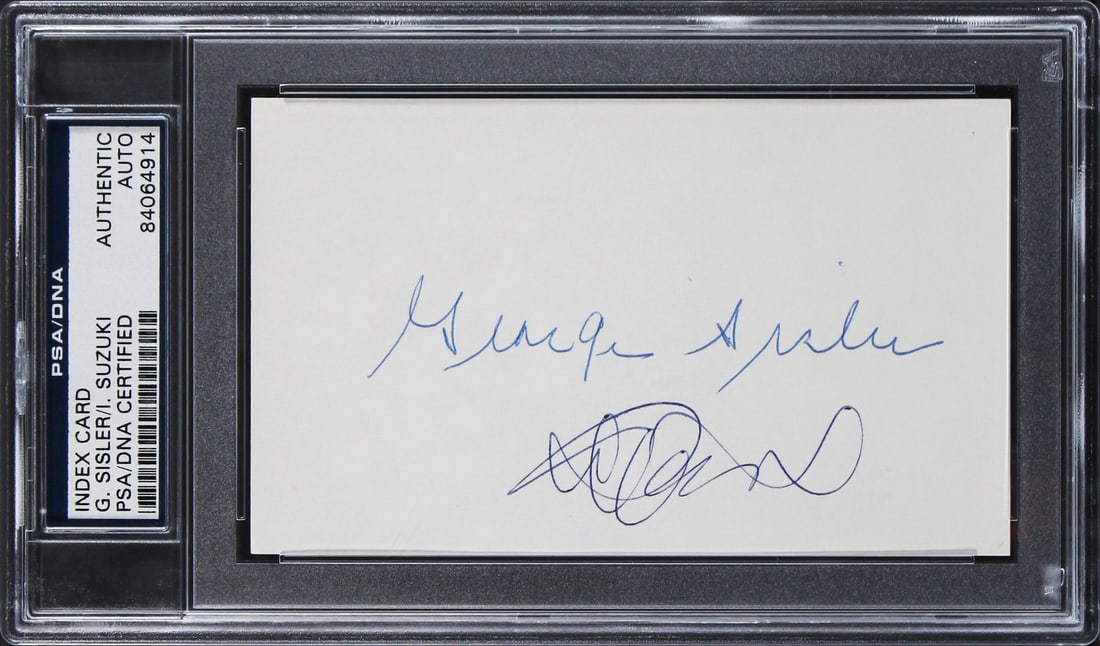 PSA/DNA
INDEX CARD AUTHENTIC
G. SISLER/I. SUZUKI AUTO
PSA/DNA CERTIFIED 84064914
George Sisler